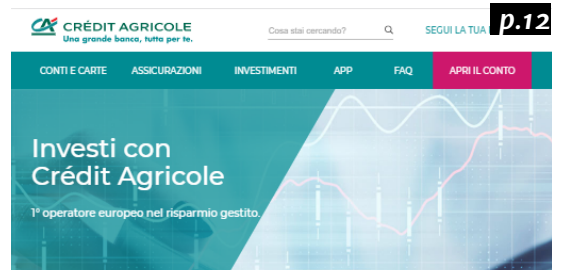 CRÉDIT AGRICOLE
Una grande banca, tutta per te.
Cosa stai cercando?
SEGUI LA TUA
p.12
CONTI E CARTE ASSICURAZIONI INVESTIMENTI APP FAQ APRI IL CONTO
Investi con
Crédit Agricole
1° operatore europeo nel risparmio gestito.